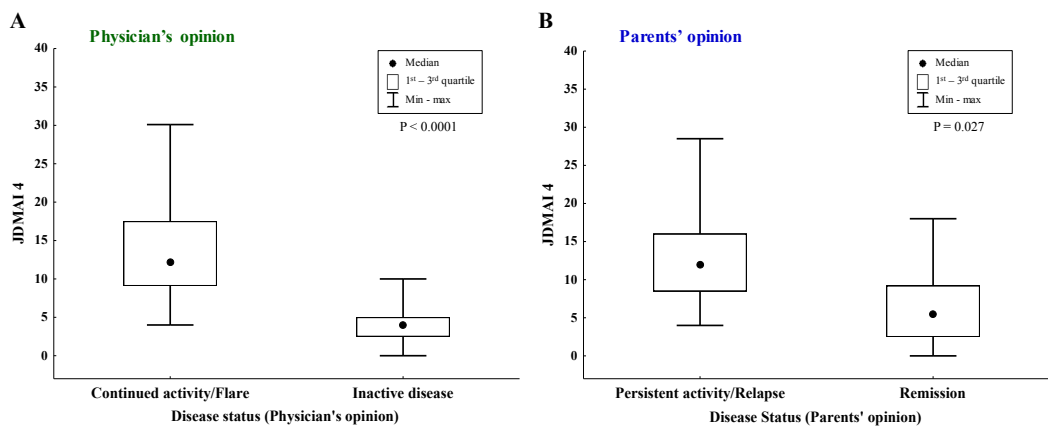 A
Physician's opinion
40
35
30
25
20
15
10
5
0
JDMAI 4
Median
1st – 3rd quartile
Min - max
P < 0.0001
Continued activity/Flare
Inactive disease
Disease status (Physician's opinion)
B
Parents’ opinion
40
35
30
25
20
15
10
5
0
JDMAI 4
Median
1st – 3rd quartile
Min - max
P = 0.027
Persistent activity/Relapse
Remission
Disease Status (Parents' opinion)